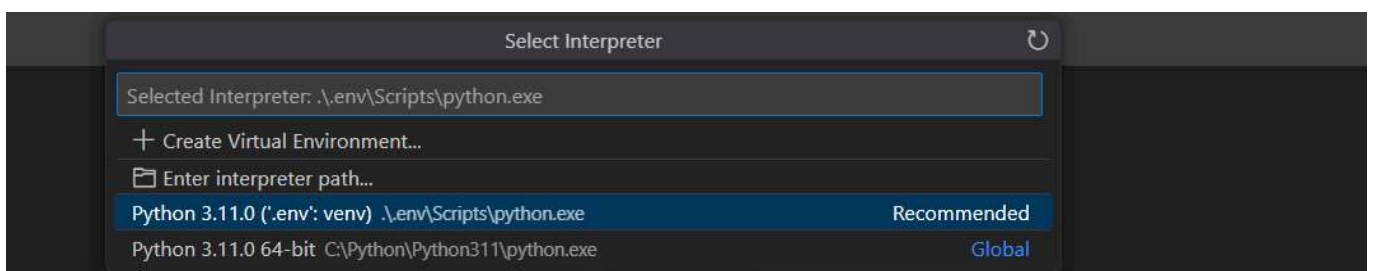 Select Interpreter
Selected Interpreter: .\.env\Scripts\python.exe
Create Virtual Environment...
Enter interpreter path...
Python 3.11.0 ('.env': venv) .\.env\Scripts\python.exe Recommended
Python 3.11.0 64-bit C:\Python\Python311\python.exe Global